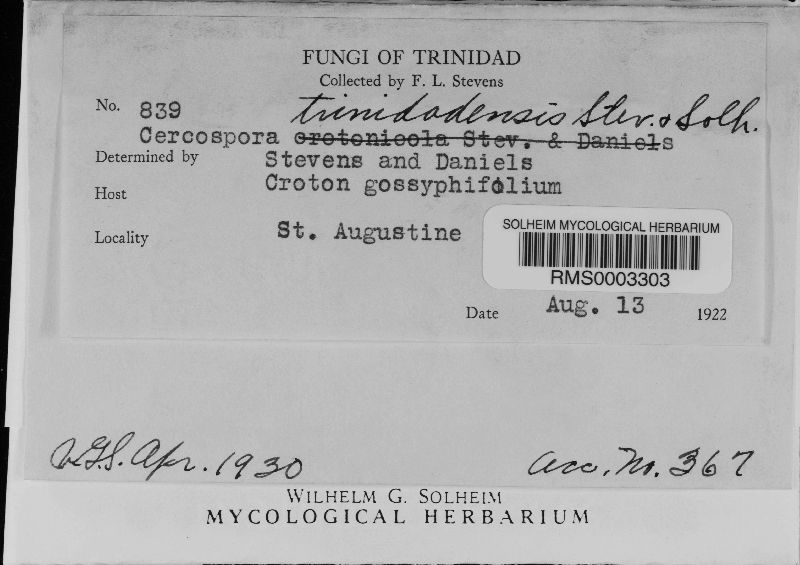 FUNGI OF TRINIDAD
Collected by F. L. Stevens
No. 839 trinidadensis Stev. & Solh.
Cercospora crotonicola Stev. & Daniels
Determined by Stevens and Daniels
Host Croton gossyphifolium
Locality St. Augustine
SOLHEIM MYCOLOGICAL HERBARIUM
RMS0003303
Date Aug. 13 1922
W.G.S. Apr. 1930 Acc. No. 367
WILHELM G. SOLHEIM
MYCOLOGICAL HERBARIUM